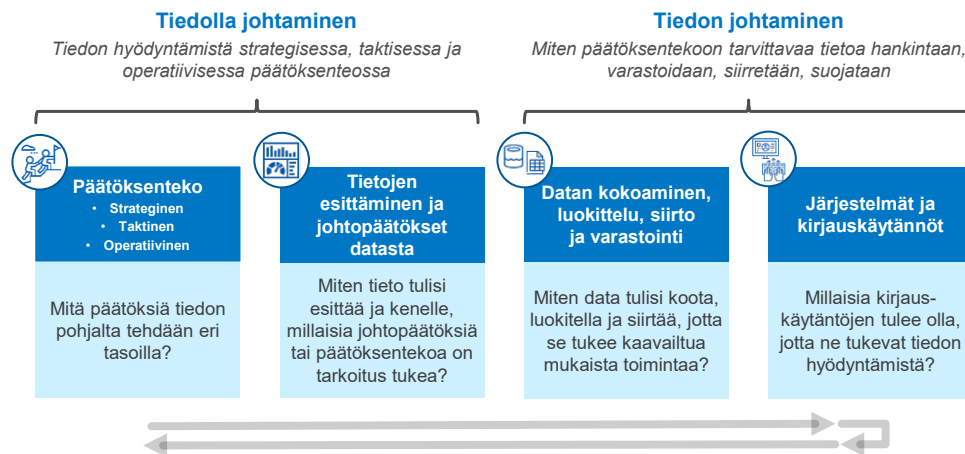 Tiedolla johtaminen
Tiedon hyödyntämistä strategisessa, taktisessa ja
operatiivisessa päätöksenteossa
Tiedon johtaminen
Miten päätöksentekoon tarvittavaa tietoa hankintaan,
varastoidaan, siirretään, suojataan
Päätöksenteko
• Strateginen
• Taktinen
• Operatiivinen
Mitä päätöksiä tiedon
pohjalta tehdään eri
tasoilla?
Tietojen
esittäminen ja
johtopäätökset
datasta
Miten tieto tulisi
esittää ja kenelle,
millaisia johtopäätöksiä
tai päätöksentekoa on
tarkoitus tukea?
Datan kokoaminen,
luokittelu, siirto
ja varastointi
Miten data tulisi koota,
luokitella ja siirtää, jotta
se tukee kaavailtua
mukaista toimintaa?
Järjestelmät ja
kirjauskäytännöt
Millaisia kirjaus-
käytäntöjen tulee olla,
jotta ne tukevat tiedon
hyödyntämistä?